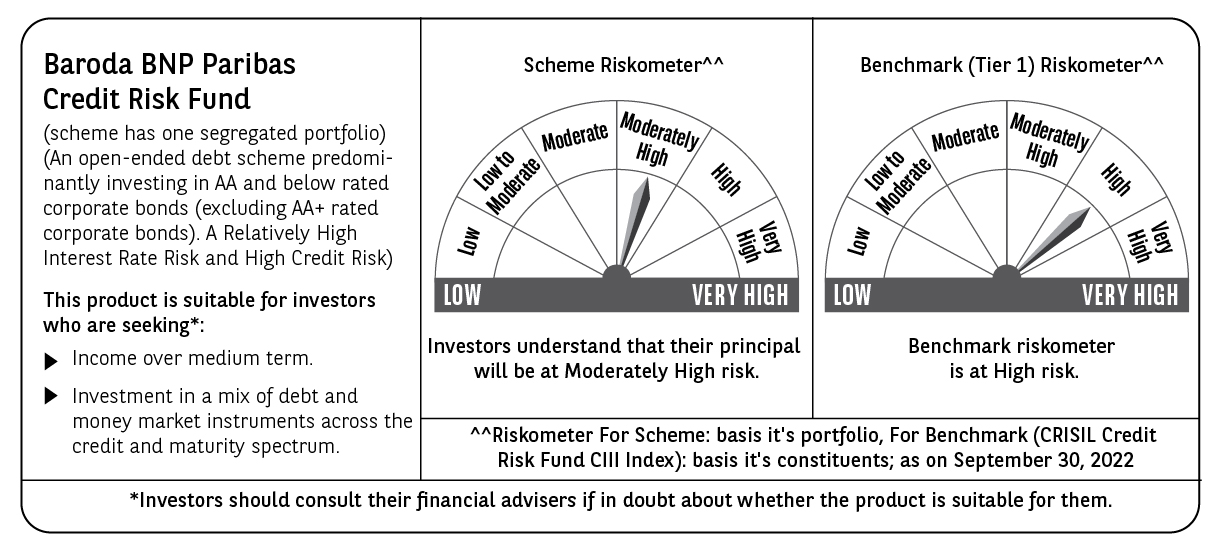 Baroda BNP Paribas
Credit Risk Fund
(scheme has one segregated portfolio)
(An open-ended debt scheme predomi-
nantly investing in AA and below rated
corporate bonds (excluding AA+ rated
corporate bonds). A Relatively High
Interest Rate Risk and High Credit Risk)
This product is suitable for investors
who are seeking*:
Income over medium term.
Investment in a mix of debt and
money market instruments across the
credit and maturity spectrum.
Scheme Riskometer^^
Low
Low to
Moderate
Moderate
Moderately
High
High
Very
High
LOW
VERY HIGH
Investors understand that their principal
will be at Moderately High risk.
Benchmark (Tier 1) Riskometer^^
Low
Low to
Moderate
Moderate
Moderately
High
High
Very
High
LOW
VERY HIGH
Benchmark riskometer
is at High risk.
^^Riskometer For Scheme: basis it's portfolio, For Benchmark (CRISIL Credit
Risk Fund CIII Index): basis it's constituents; as on September 30, 2022
*Investors should consult their financial advisers if in doubt about whether the product is suitable for them.